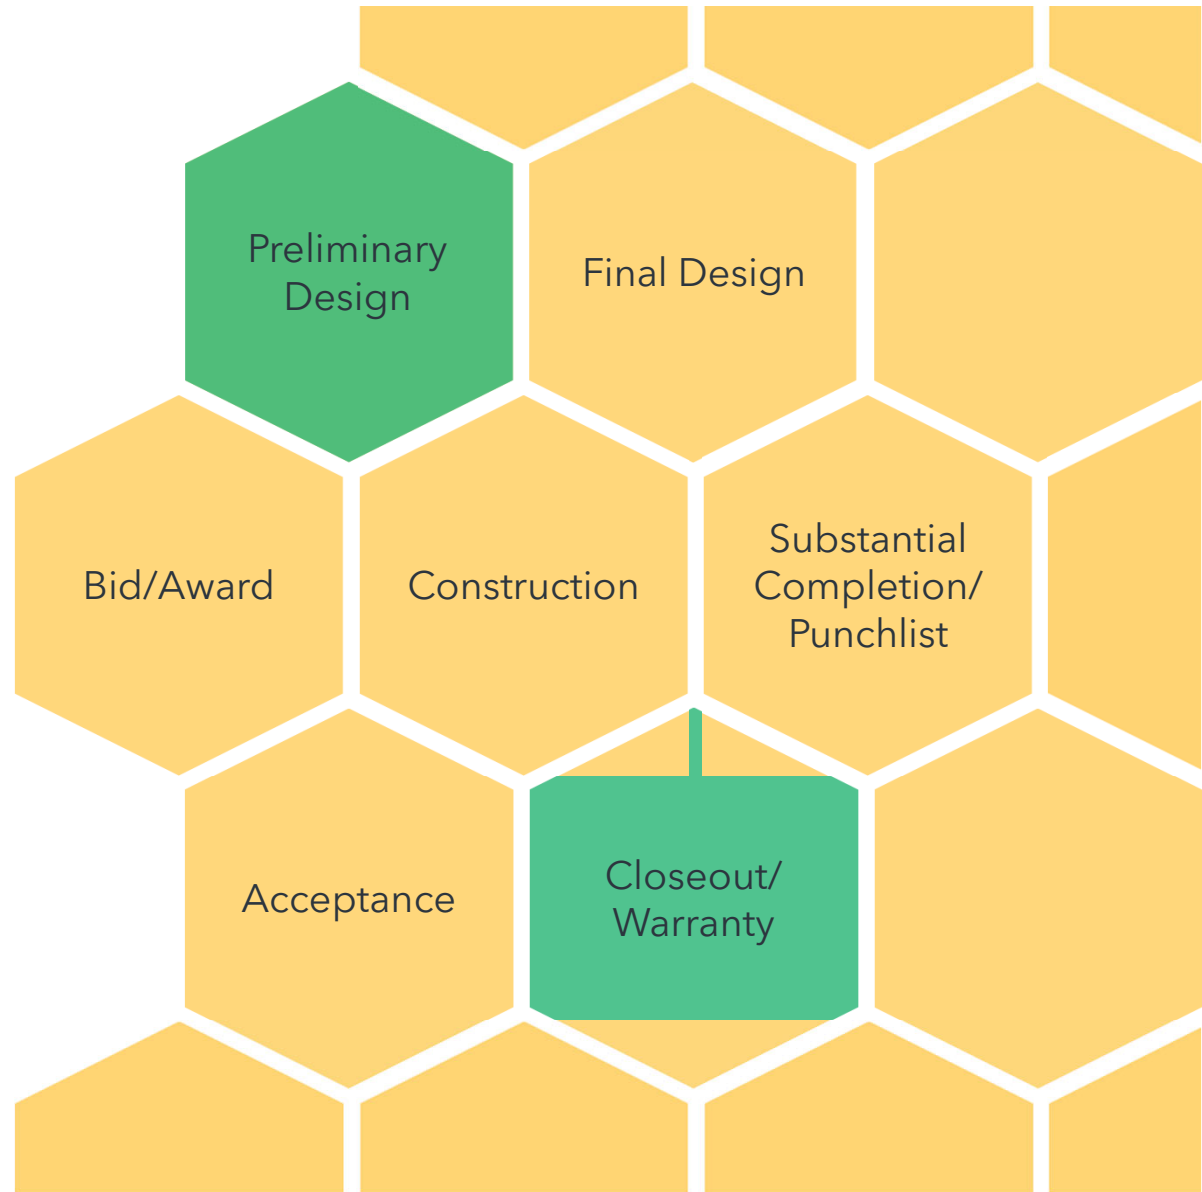 Preliminary
Design
Final Design
Bid/Award
Construction
Substantial
Completion/
Punchlist
Acceptance
Closeout/
Warranty